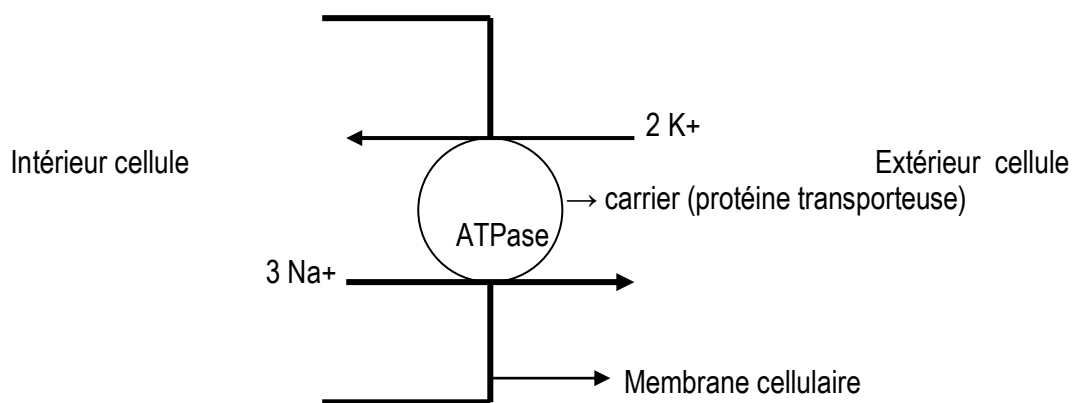 2 K+
Intérieur cellule
Extérieur cellule
→ carrier (protéine transporteuse)
ATPase
3 Na+
Membrane cellulaire